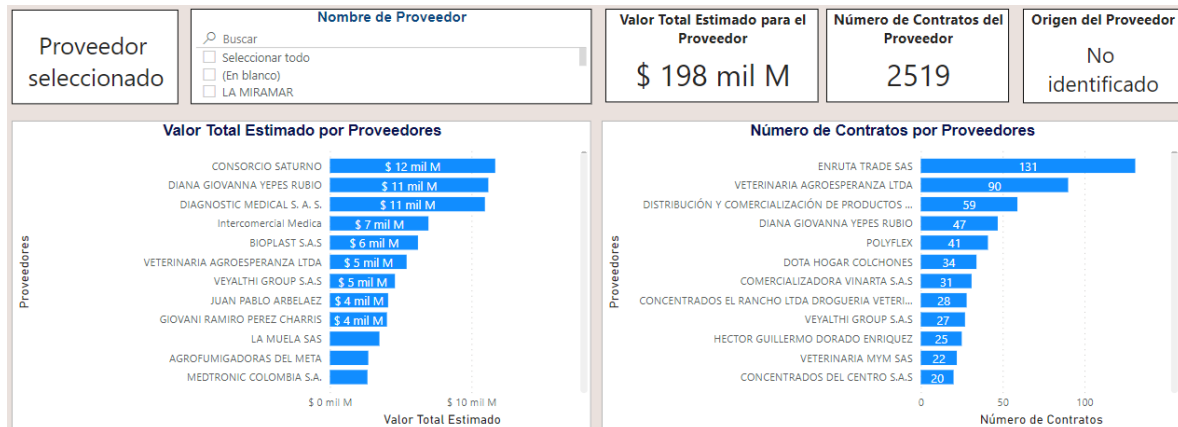 Proveedor
seleccionado
Nombre de Proveedor
Buscar
Seleccionar todo
(En blanco)
LA MIRAMAR
Valor Total Estimado para el
Proveedor
$ 198 mil M
Número de Contratos del
Proveedor
2519
Origen del Proveedor
No
identificado
Valor Total Estimado por Proveedores
Proveedores
CONSORCIO SATURNO $ 12 mil M
DIANA GIOVANNA YEPES RUBIO $ 11 mil M
DIAGNOSTIC MEDICAL S. A. S. $ 11 mil M
Intercomercial Medica $ 7 mil M
BIOPLAST S.A.S $ 6 mil M
VETERINARIA AGROESPERANZA LTDA $ 5 mil M
VEYALTHI GROUP S.A.S $ 5 mil M
JUAN PABLO ARBELAEZ $ 4 mil M
GIOVANI RAMIRO PEREZ CHARRIS $ 4 mil M
LA MUELA SAS
AGROFUMIGADORAS DEL META
MEDTRONIC COLOMBIA S.A.
$ 0 mil M $ 10 mil M
Valor Total Estimado
Número de Contratos por Proveedores
Proveedores
ENRUTA TRADE SAS 131
VETERINARIA AGROESPERANZA LTDA 90
DISTRIBUCIÓN Y COMERCIALIZACIÓN DE PRODUCTOS ... 59
DIANA GIOVANNA YEPES RUBIO 47
POLYFLEX 41
DOTA HOGAR COLCHONES 34
COMERCIALIZADORA VINARTA S.A.S 31
CONCENTRADOS EL RANCHO LTDA DROGUERIA VETERI... 28
VEYALTHI GROUP S.A.S 27
HECTOR GUILLERMO DORADO ENRIQUEZ 25
VETERINARIA MYM SAS 22
CONCENTRADOS DEL CENTRO S.A.S 20
0 50 100
Número de Contratos